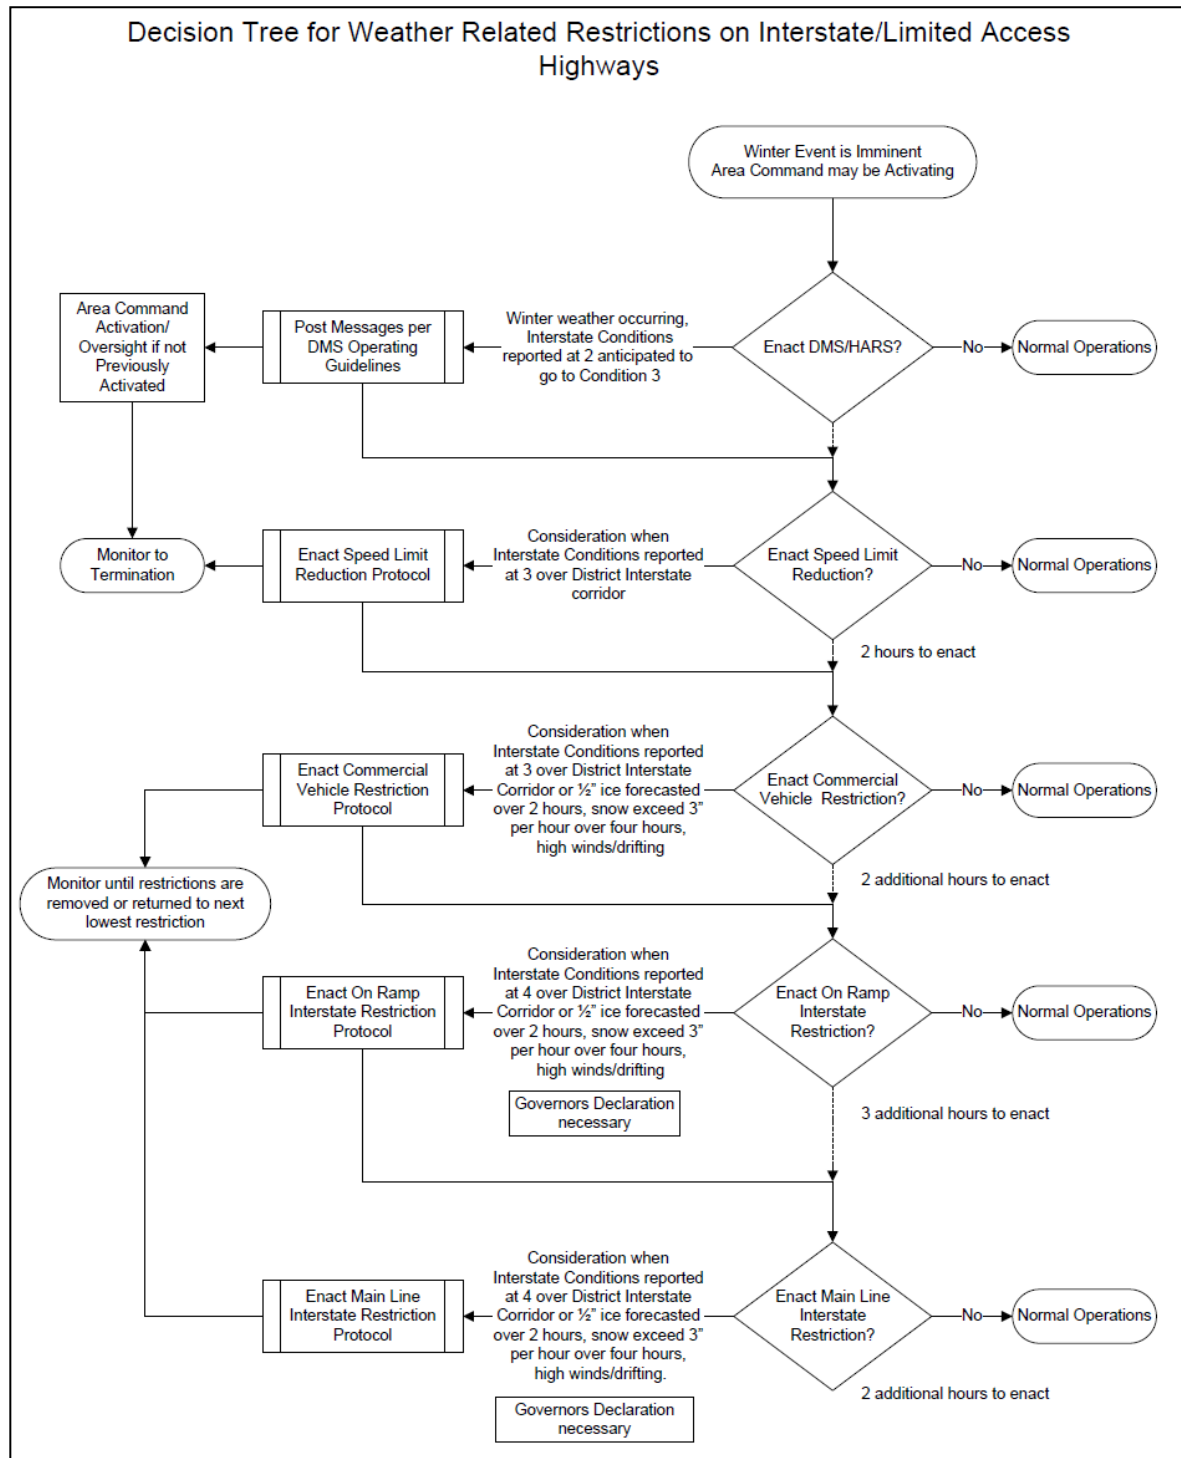 Decision Tree for Weather Related Restrictions on Interstate/Limited Access
Highways
Winter Event is Imminent
Area Command may be Activating
Area Command
Activation/
Oversight if not
Previously
Activated
Post Messages per
DMS Operating
Guidelines
Winter weather occurring,
Interstate Conditions
reported at 2 anticipated to
go to Condition 3
Enact DMS/HARS?
No
Normal Operations
Monitor to
Termination
Enact Speed Limit
Reduction Protocol
Consideration when
Interstate Conditions reported
at 3 over District Interstate
corridor
Enact Speed Limit
Reduction?
No
Normal Operations
2 hours to enact
Enact Commercial
Vehicle Restriction
Protocol
Consideration when
Interstate Conditions reported
at 3 over District Interstate
Corridor or ½” ice forecasted
over 2 hours, snow exceed 3”
per hour over four hours,
high winds/drifting
Enact Commercial
Vehicle Restriction?
No
Normal Operations
2 additional hours to enact
Monitor until restrictions are
removed or returned to next
lowest restriction
Enact On Ramp
Interstate Restriction
Protocol
Consideration when
Interstate Conditions reported
at 4 over District Interstate
Corridor or ½” ice forecasted
over 2 hours, snow exceed 3”
per hour over four hours,
high winds/drifting
Enact On Ramp
Interstate
Restriction?
No
Normal Operations
Governors Declaration
necessary
3 additional hours to enact
Enact Main Line
Interstate Restriction
Protocol
Consideration when
Interstate Conditions reported
at 4 over District Interstate
Corridor or ½” ice forecasted
over 2 hours, snow exceed 3”
per hour over four hours,
high winds/drifting.
Enact Main Line
Interstate
Restriction?
No
Normal Operations
2 additional hours to enact
Governors Declaration
necessary